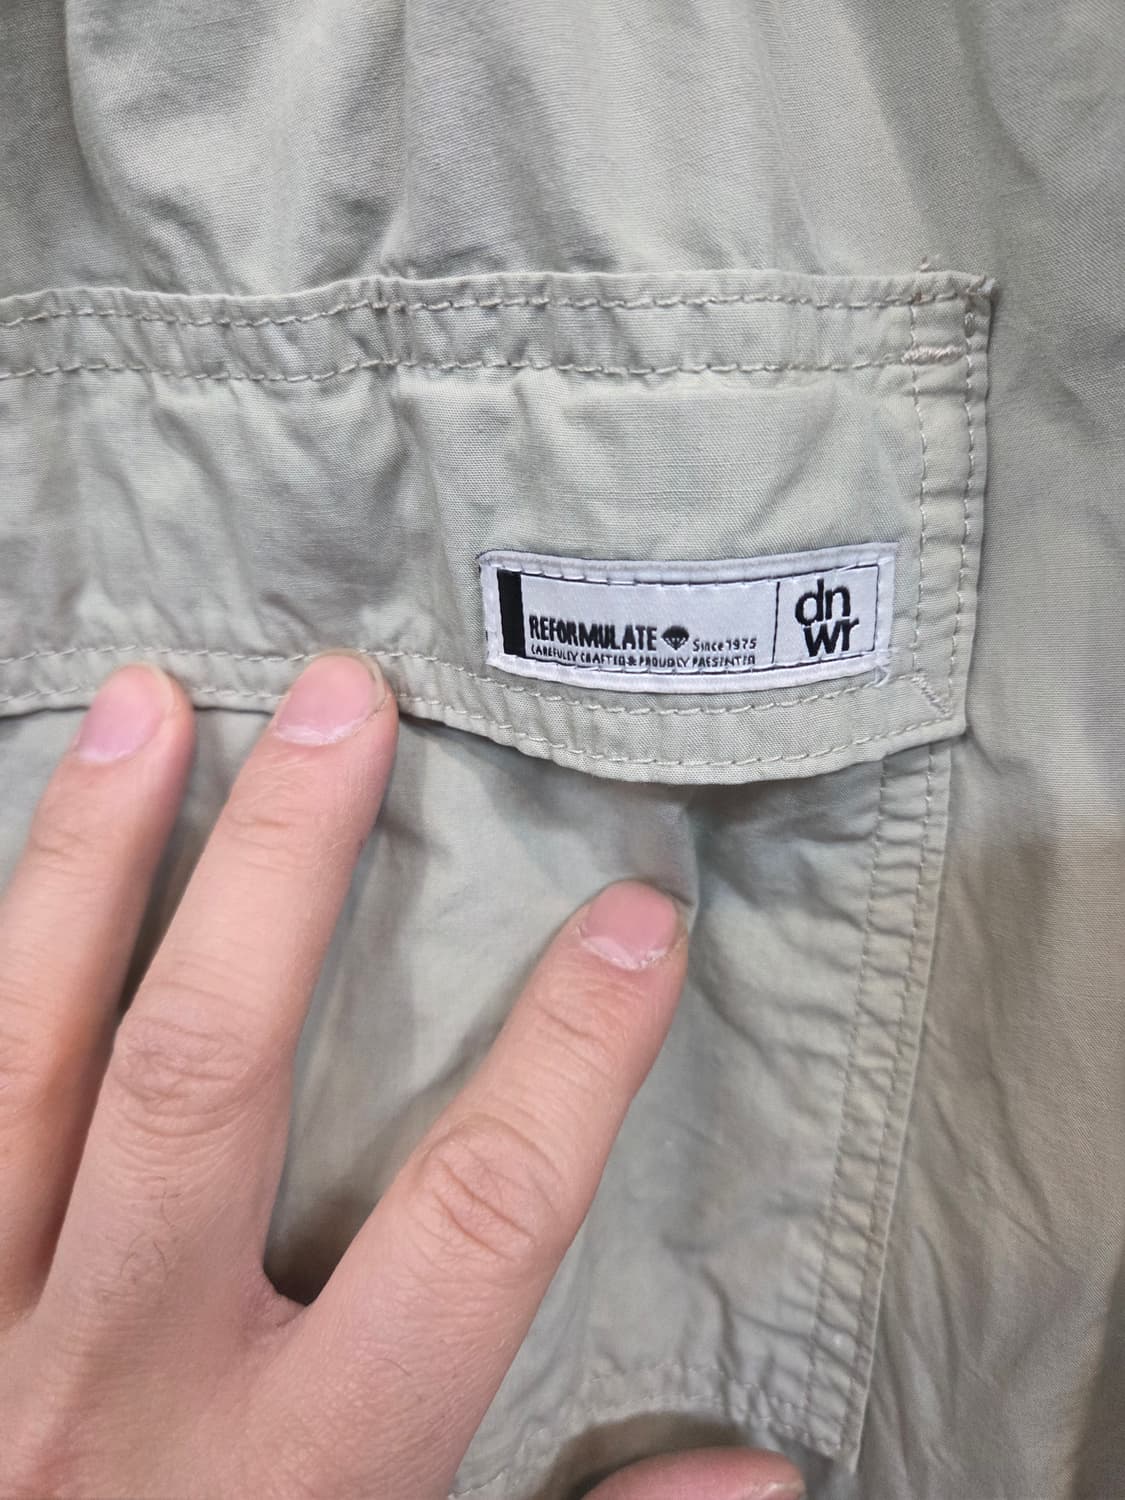 REFORMULATE Since 1975
CAREFULLY CRAFTED & PROUDLY PRESENTED
dn
wr